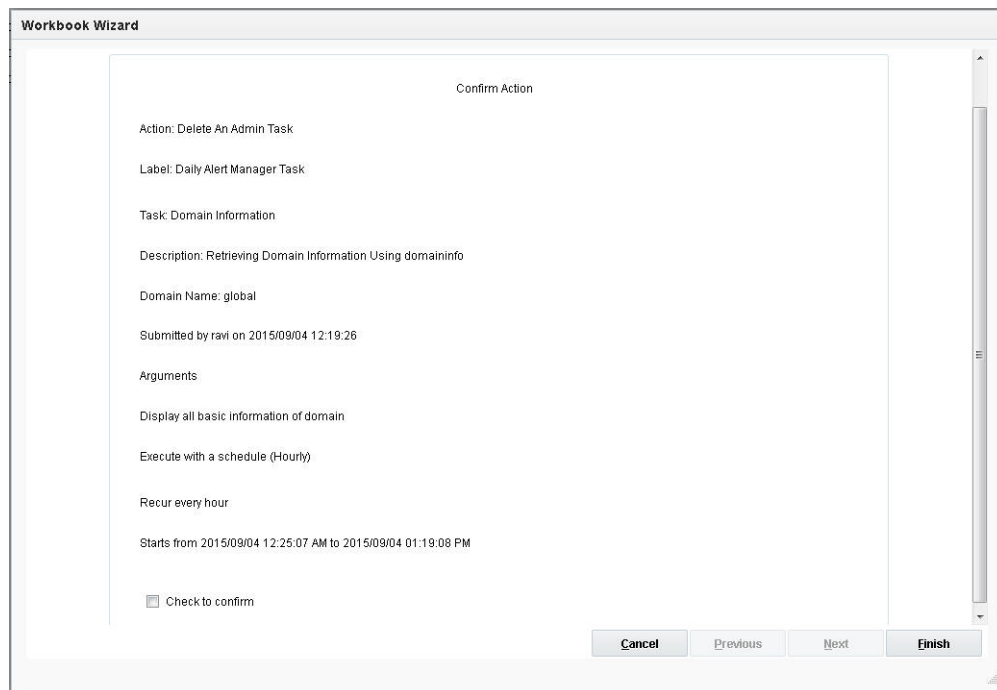 Workbook Wizard
Confirm Action
Action: Delete An Admin Task
Label: Daily Alert Manager Task
Task: Domain Information
Description: Retrieving Domain Information Using domaininfo
Domain Name: global
Submitted by ravi on 2015/09/04 12:19:26
Arguments
Display all basic information of domain
Execute with a schedule (Hourly)
Recur every hour
Starts from 2015/09/04 12:25:07 AM to 2015/09/04 01:19:08 PM
Check to confirm
Cancel Previous Next Finish